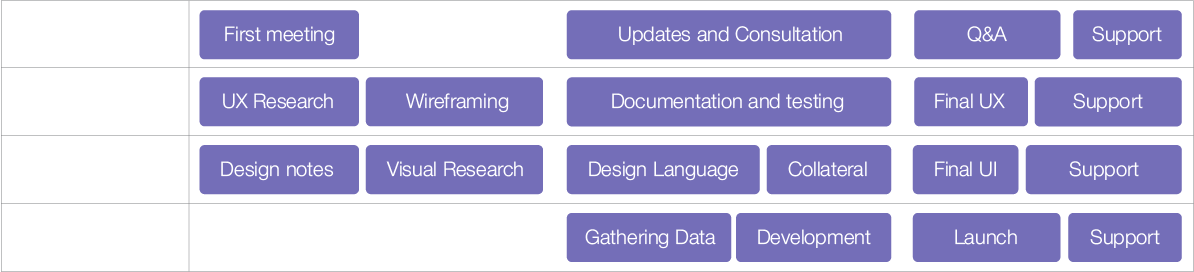 First meeting
Updates and Consultation
Q&A
Support
UX Research
Wireframing
Documentation and testing
Final UX
Support
Design notes
Visual Research
Design Language
Collateral
Final UI
Support
Gathering Data
Development
Launch
Support